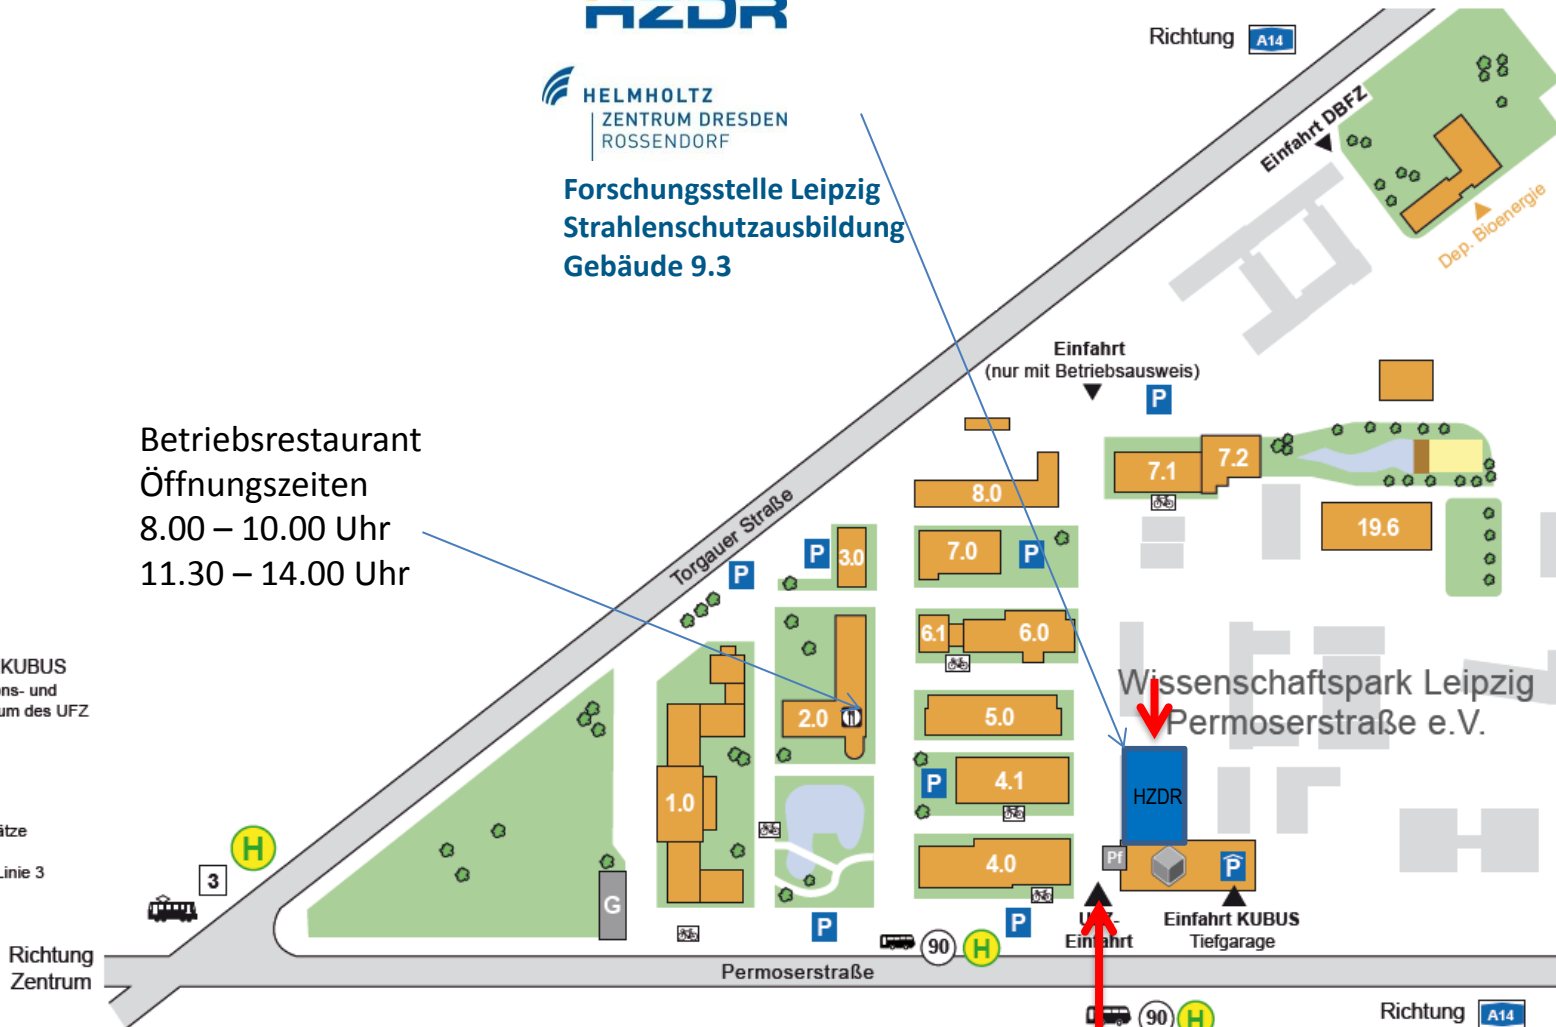 HZDR
HELMHOLTZ
ZENTRUM DRESDEN
ROSSENDORF
Forschungsstelle Leipzig
Strahlenschutzausbildung
Gebäude 9.3
Richtung A14
Einfahrt DBFZ
Dep. Bioenergie
Einfahrt
(nur mit Betriebsausweis)
P
Betriebsrestaurant
Öffnungszeiten
8.00 – 10.00 Uhr
11.30 – 14.00 Uhr
Torgauer Straße
7.1
7.2
8.0
19.6
P
P
3.0
7.0
P
6.1
6.0
KUBUS
ns- und
um des UFZ
Wissenschaftspark Leipzig
Permoserstraße e.V.
2.0
5.0
1.0
P
4.1
HZDR
ätze
Linie 3
H
3
4.0
Pf
P
G
P
P
UFZ-
Einfahrt
Einfahrt KUBUS
Tiefgarage
90
H
Richtung
Zentrum
Permoserstraße
90
H
Richtung A14